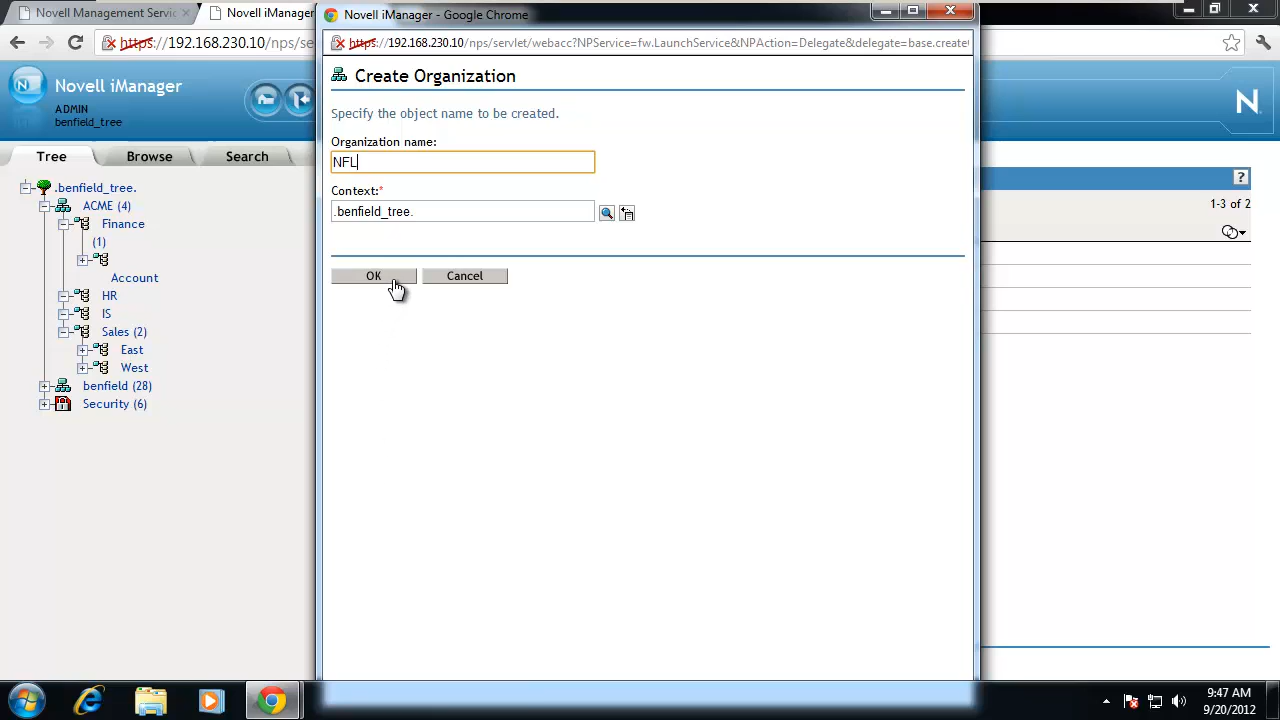 Novell Management Servic
Novell iManager
Novell iManager - Google Chrome
https://192.168.230.10/nps/se
https://192.168.230.10/nps/servlet/webacc?NPService=fw.LaunchService&NPAction=Delegate&delegate=base.create
Novell iManager
ADMIN
benfield_tree
N
Tree
Browse
Search
.benfield_tree.
ACME (4)
Finance
(1)
Account
HR
IS
Sales (2)
East
West
benfield (28)
Security (6)
Create Organization
Specify the object name to be created.
Organization name:
NFL
Context:*
.benfield_tree.
OK
Cancel
?
1-3 of 2
9:47 AM
9/20/2012